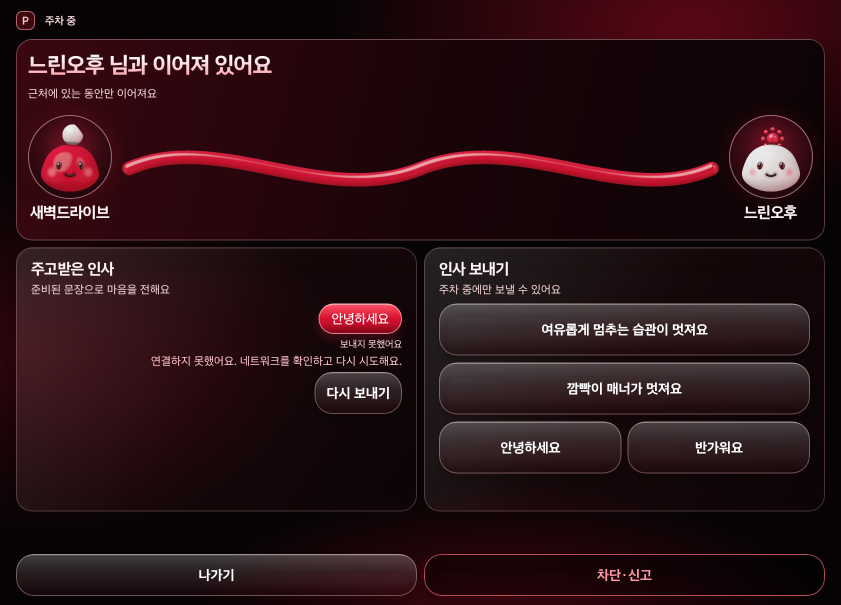 P 주차 중
느린오후 님과 이어져 있어요
근처에 있는 동안만 이어져요
새벽드라이브
느린오후
주고받은 인사
준비된 문장으로 마음을 전해요
안녕하세요
보내지 못했어요
연결하지 못했어요. 네트워크를 확인하고 다시 시도해요.
다시 보내기
인사 보내기
주차 중에만 보낼 수 있어요
여유롭게 멈추는 습관이 멋져요
깜빡이 매너가 멋져요
안녕하세요
반가워요
나가기
차단·신고